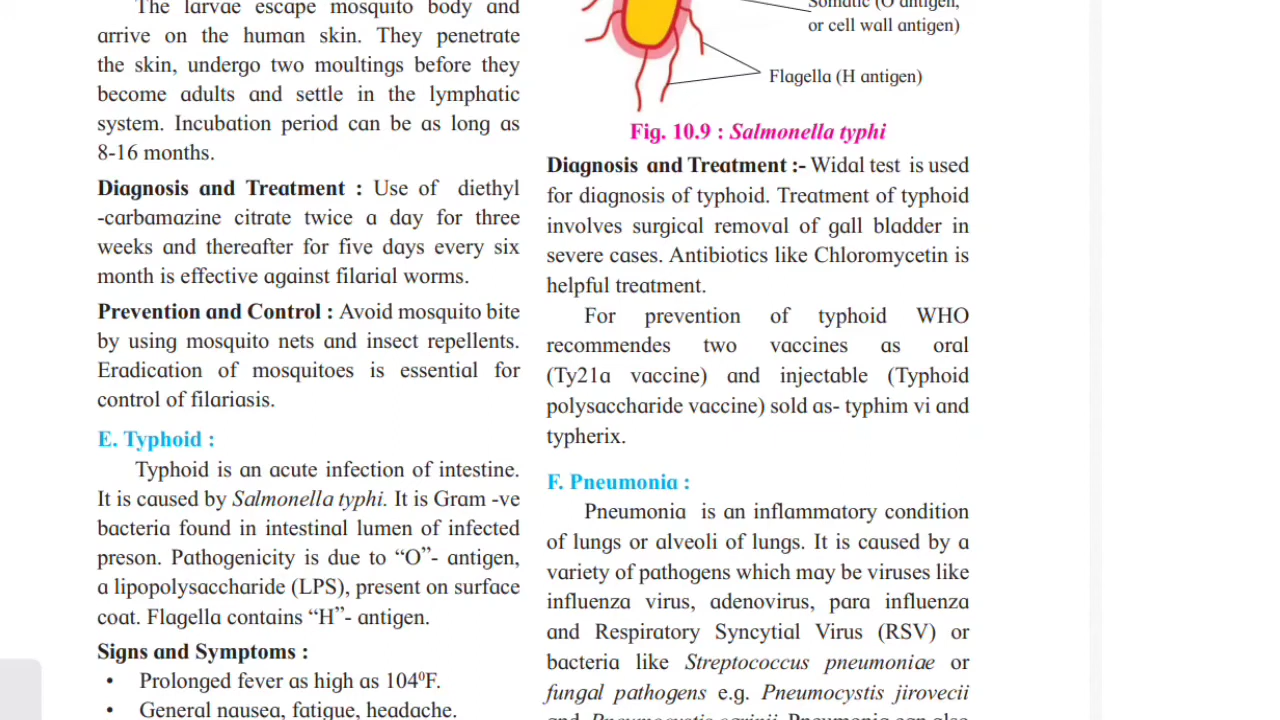 The larvae escape mosquito body and
arrive on the human skin. They penetrate
the skin, undergo two moultings before they
become adults and settle in the lymphatic
system. Incubation period can be as long as
8-16 months.
Diagnosis and Treatment : Use of diethyl
-carbamazine citrate twice a day for three
weeks and thereafter for five days every six
month is effective against filarial worms.
Prevention and Control : Avoid mosquito bite
by using mosquito nets and insect repellents.
Eradication of mosquitoes is essential for
control of filariasis.
E. Typhoid :
Typhoid is an acute infection of intestine.
It is caused by Salmonella typhi. It is Gram -ve
bacteria found in intestinal lumen of infected
preson. Pathogenicity is due to “O”- antigen,
a lipopolysaccharide (LPS), present on surface
coat. Flagella contains “H”- antigen.
Signs and Symptoms :
• Prolonged fever as high as 104⁰F.
• General nausea, fatigue, headache.
Somatic (O antigen,
or cell wall antigen)
Flagella (H antigen)
Fig. 10.9 : Salmonella typhi
Diagnosis and Treatment :- Widal test is used
for diagnosis of typhoid. Treatment of typhoid
involves surgical removal of gall bladder in
severe cases. Antibiotics like Chloromycetin is
helpful treatment.
For prevention of typhoid WHO
recommendes two vaccines as oral
(Ty21a vaccine) and injectable (Typhoid
polysaccharide vaccine) sold as- typhim vi and
typherix.
F. Pneumonia :
Pneumonia is an inflammatory condition
of lungs or alveoli of lungs. It is caused by a
variety of pathogens which may be viruses like
influenza virus, adenovirus, para influenza
and Respiratory Syncytial Virus (RSV) or
bacteria like Streptococcus pneumoniae or
fungal pathogens e.g. Pneumocystis jirovecii
and Pneumocystis carinii. Pneumonia can also